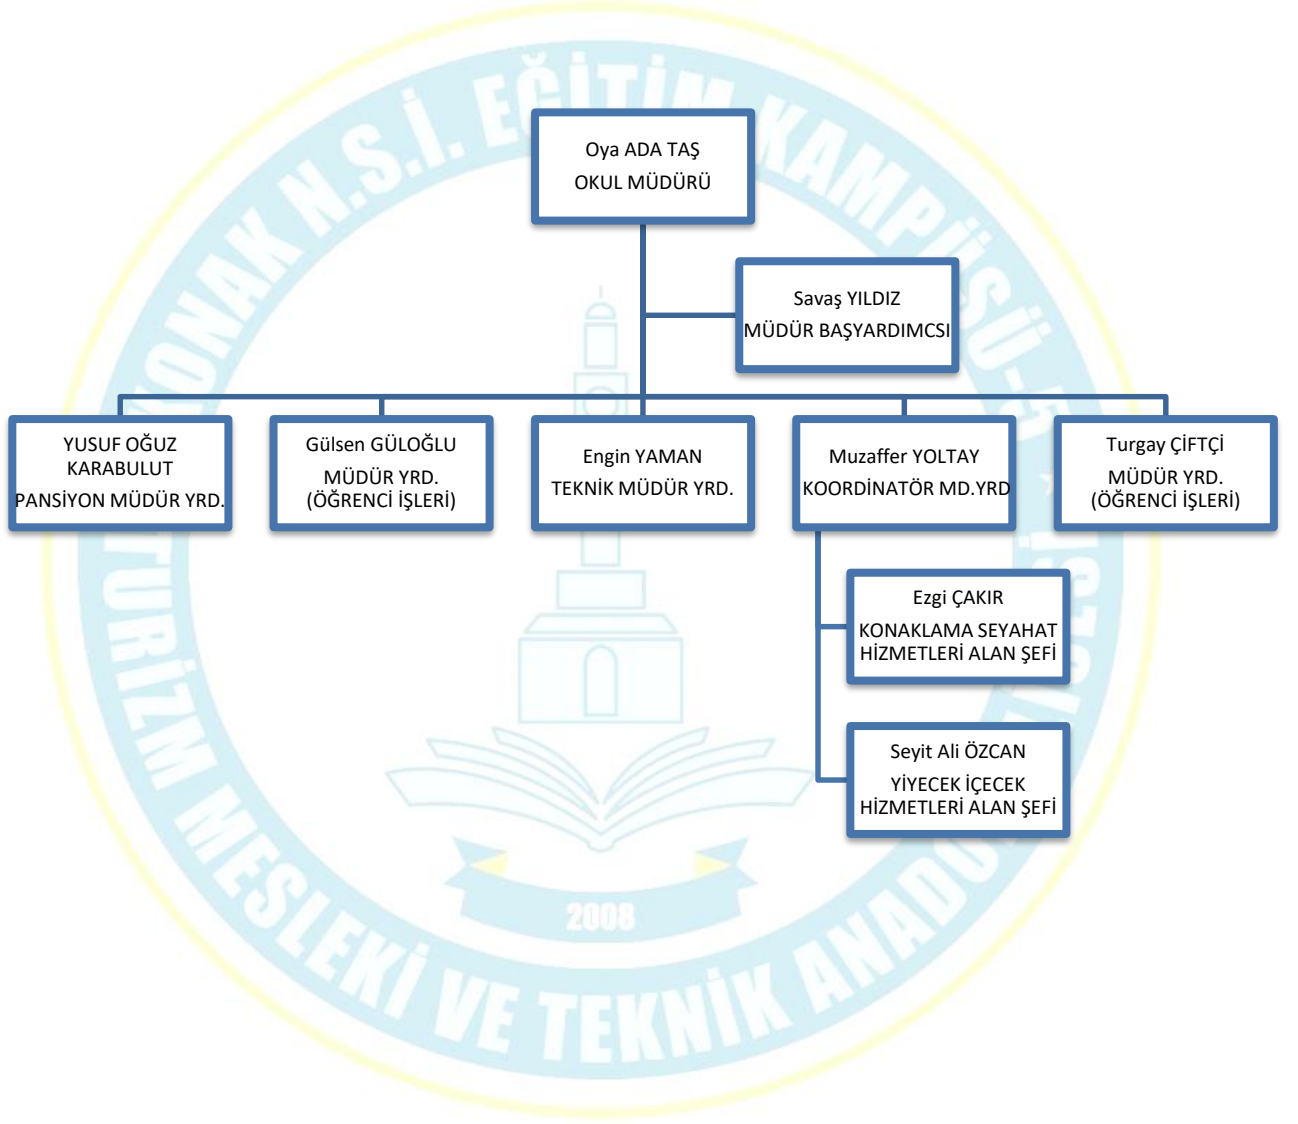 KONAK N.S.İ. EĞİTİM KAMPÜSÜ-5
Oya ADA TAŞ
OKUL MÜDÜRÜ
Savaş YILDIZ
MÜDÜR BAŞYARDIMCSI
YUSUF OĞUZ
KARABULUT
PANSİYON MÜDÜR YRD.
Gülsen GÜLOĞLU
MÜDÜR YRD.
(ÖĞRENCİ İŞLERİ)
Engin YAMAN
TEKNİK MÜDÜR YRD.
Muzaffer YOLTAY
KOORDİNATÖR MD.YRD
Turgay ÇİFTÇİ
MÜDÜR YRD.
(ÖĞRENCİ İŞLERİ)
Ezgi ÇAKIR
KONAKLAMA SEYAHAT
HİZMETLERİ ALAN ŞEFİ
Seyit Ali ÖZCAN
YİYECEK İÇECEK
HİZMETLERİ ALAN ŞEFİ
2008
TURİZM MESLEKİ VE TEKNİK ANADOLU LİSESİ